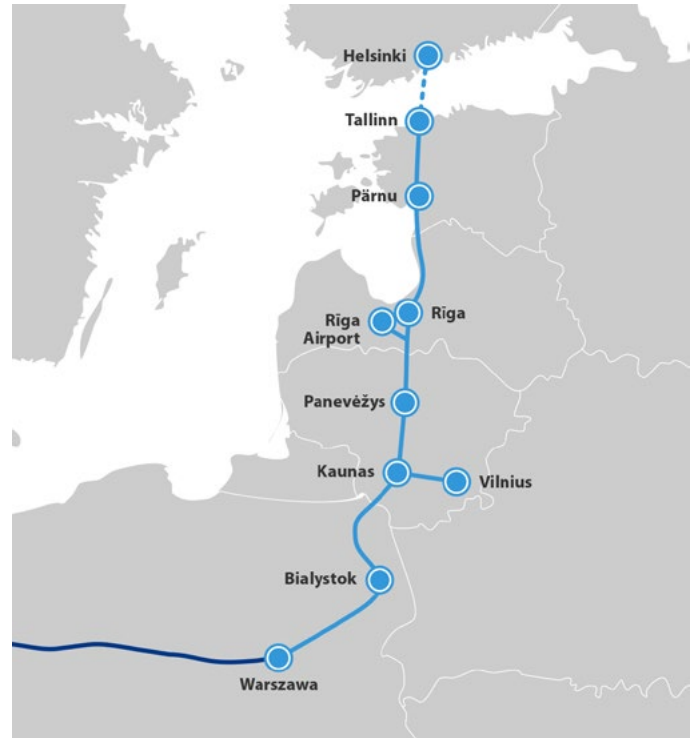 Helsinki
Tallinn
Pärnu
Rīga
Rīga
Airport
Panevėžys
Kaunas
Vilnius
Bialystok
Warszawa